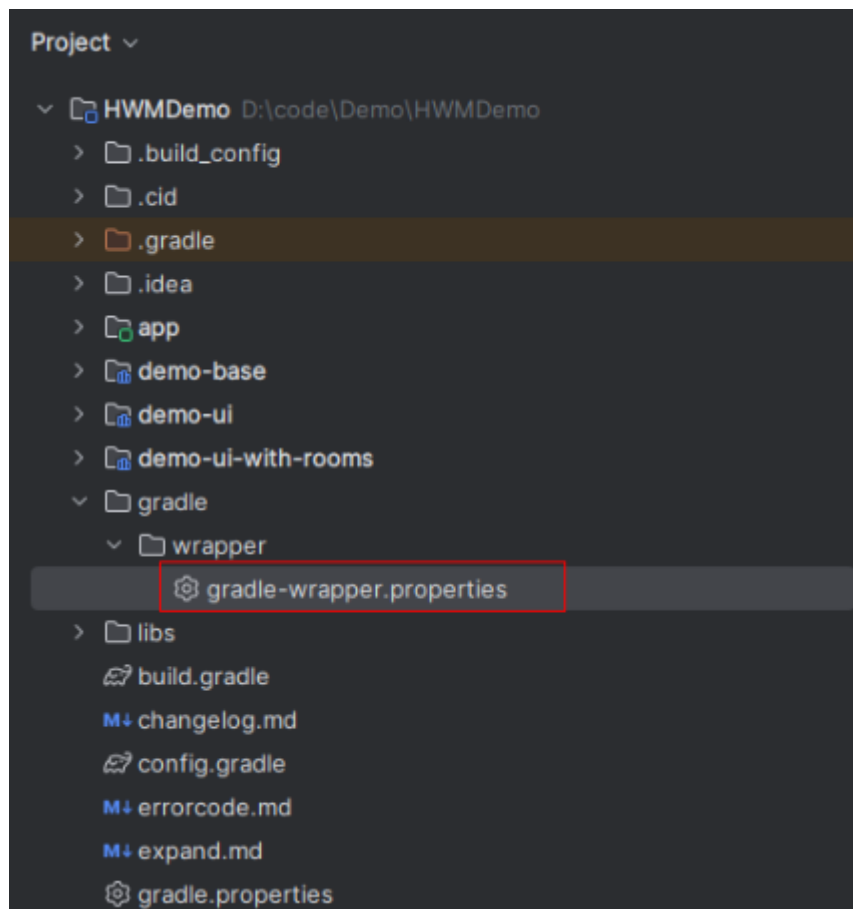 Project
HWMDemo D:\code\Demo\HWMDemo
.build_config
.cid
.gradle
.idea
app
demo-base
demo-ui
demo-ui-with-rooms
gradle
wrapper
gradle-wrapper.properties
libs
build.gradle
M↓ changelog.md
config.gradle
M↓ errorcode.md
M↓ expand.md
gradle.properties